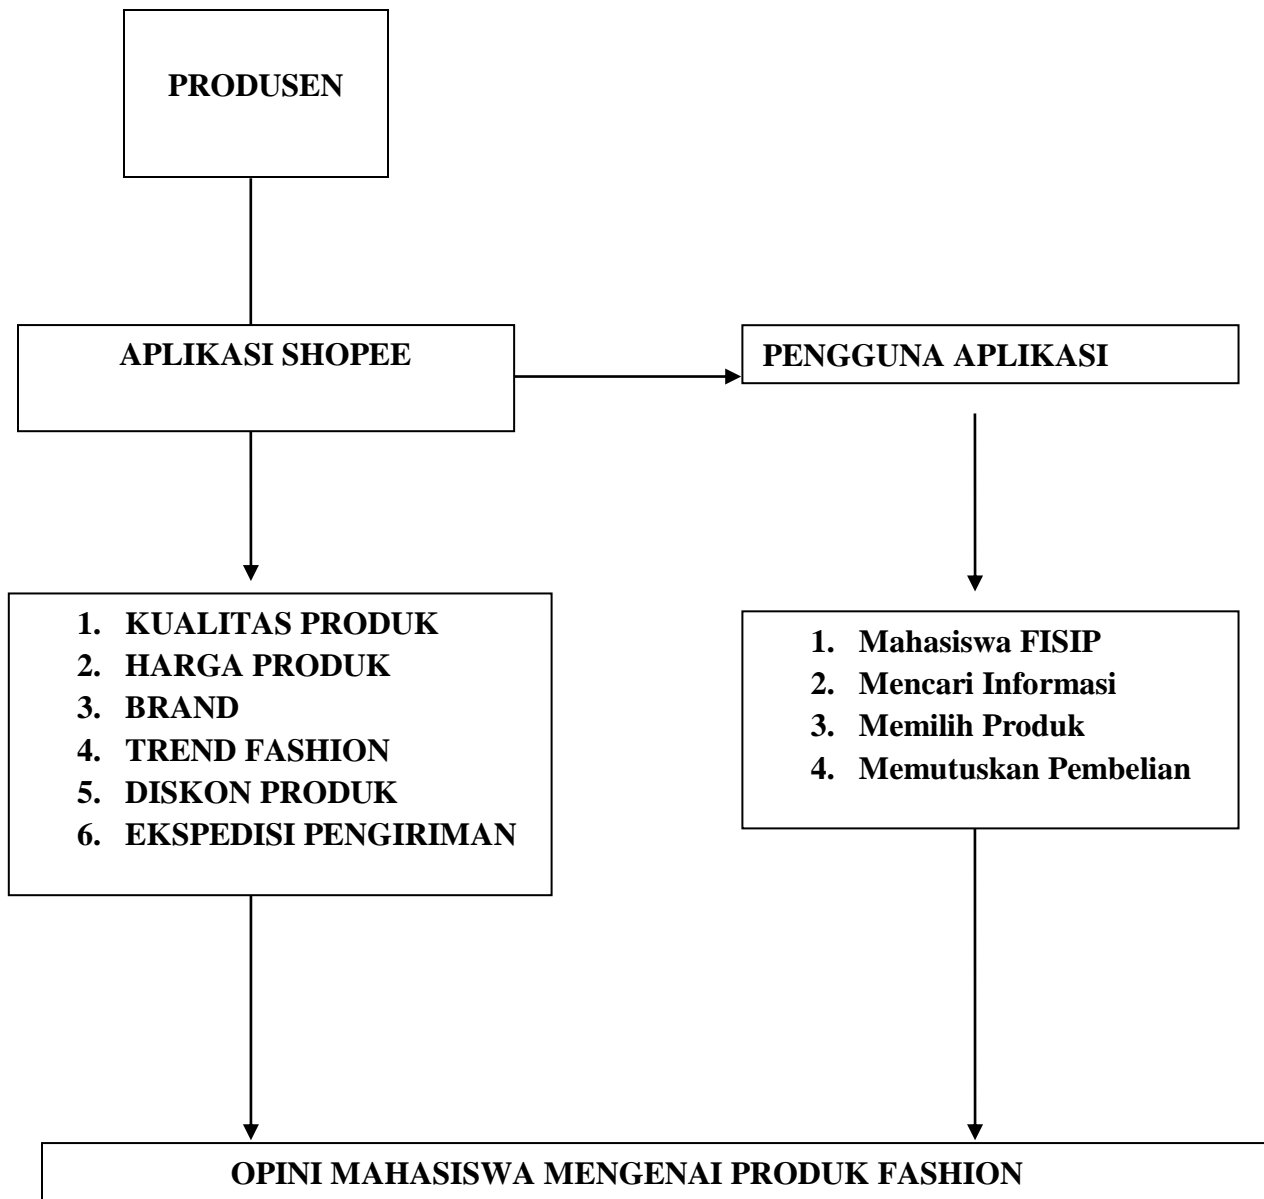 PRODUSEN
APLIKASI SHOPEE
PENGGUNA APLIKASI
1. KUALITAS PRODUK
2. HARGA PRODUK
3. BRAND
4. TREND FASHION
5. DISKON PRODUK
6. EKSPEDISI PENGIRIMAN
1. Mahasiswa FISIP
2. Mencari Informasi
3. Memilih Produk
4. Memutuskan Pembelian
OPINI MAHASISWA MENGENAI PRODUK FASHION